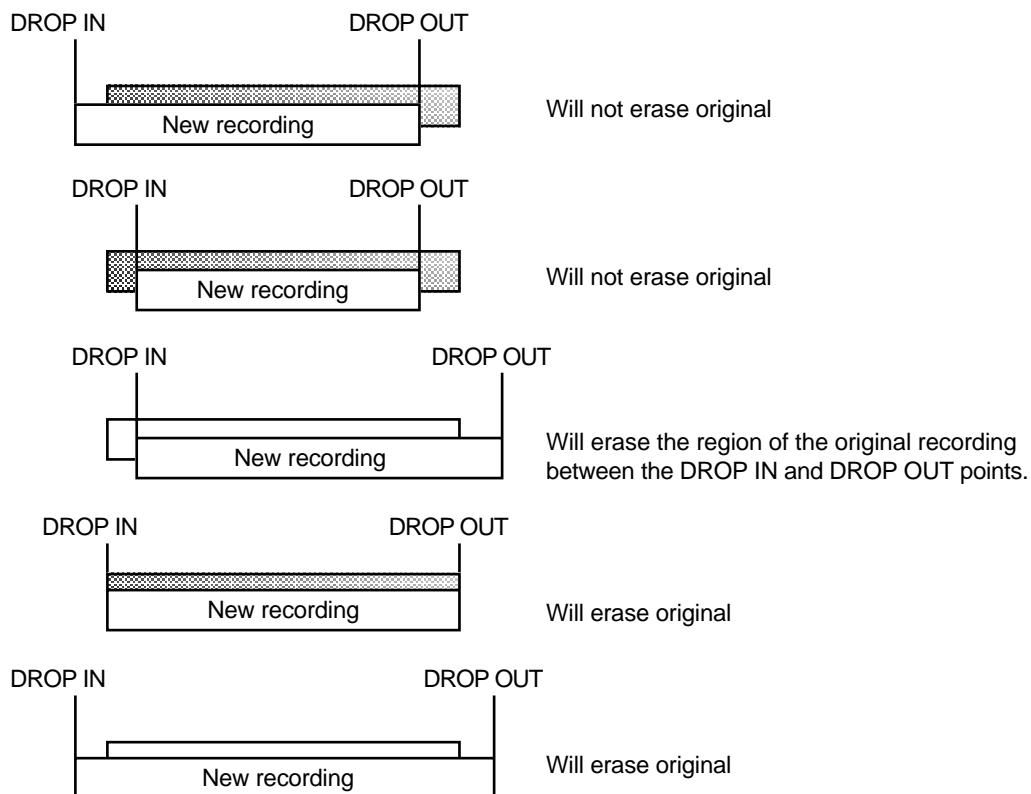 DROP IN DROP OUT
Will not erase original
New recording
DROP IN DROP OUT
Will not erase original
New recording
DROP IN DROP OUT
Will erase the region of the original recording
between the DROP IN and DROP OUT points.
New recording
DROP IN DROP OUT
New recording
Will erase original
DROP IN DROP OUT
Will erase original
New recording